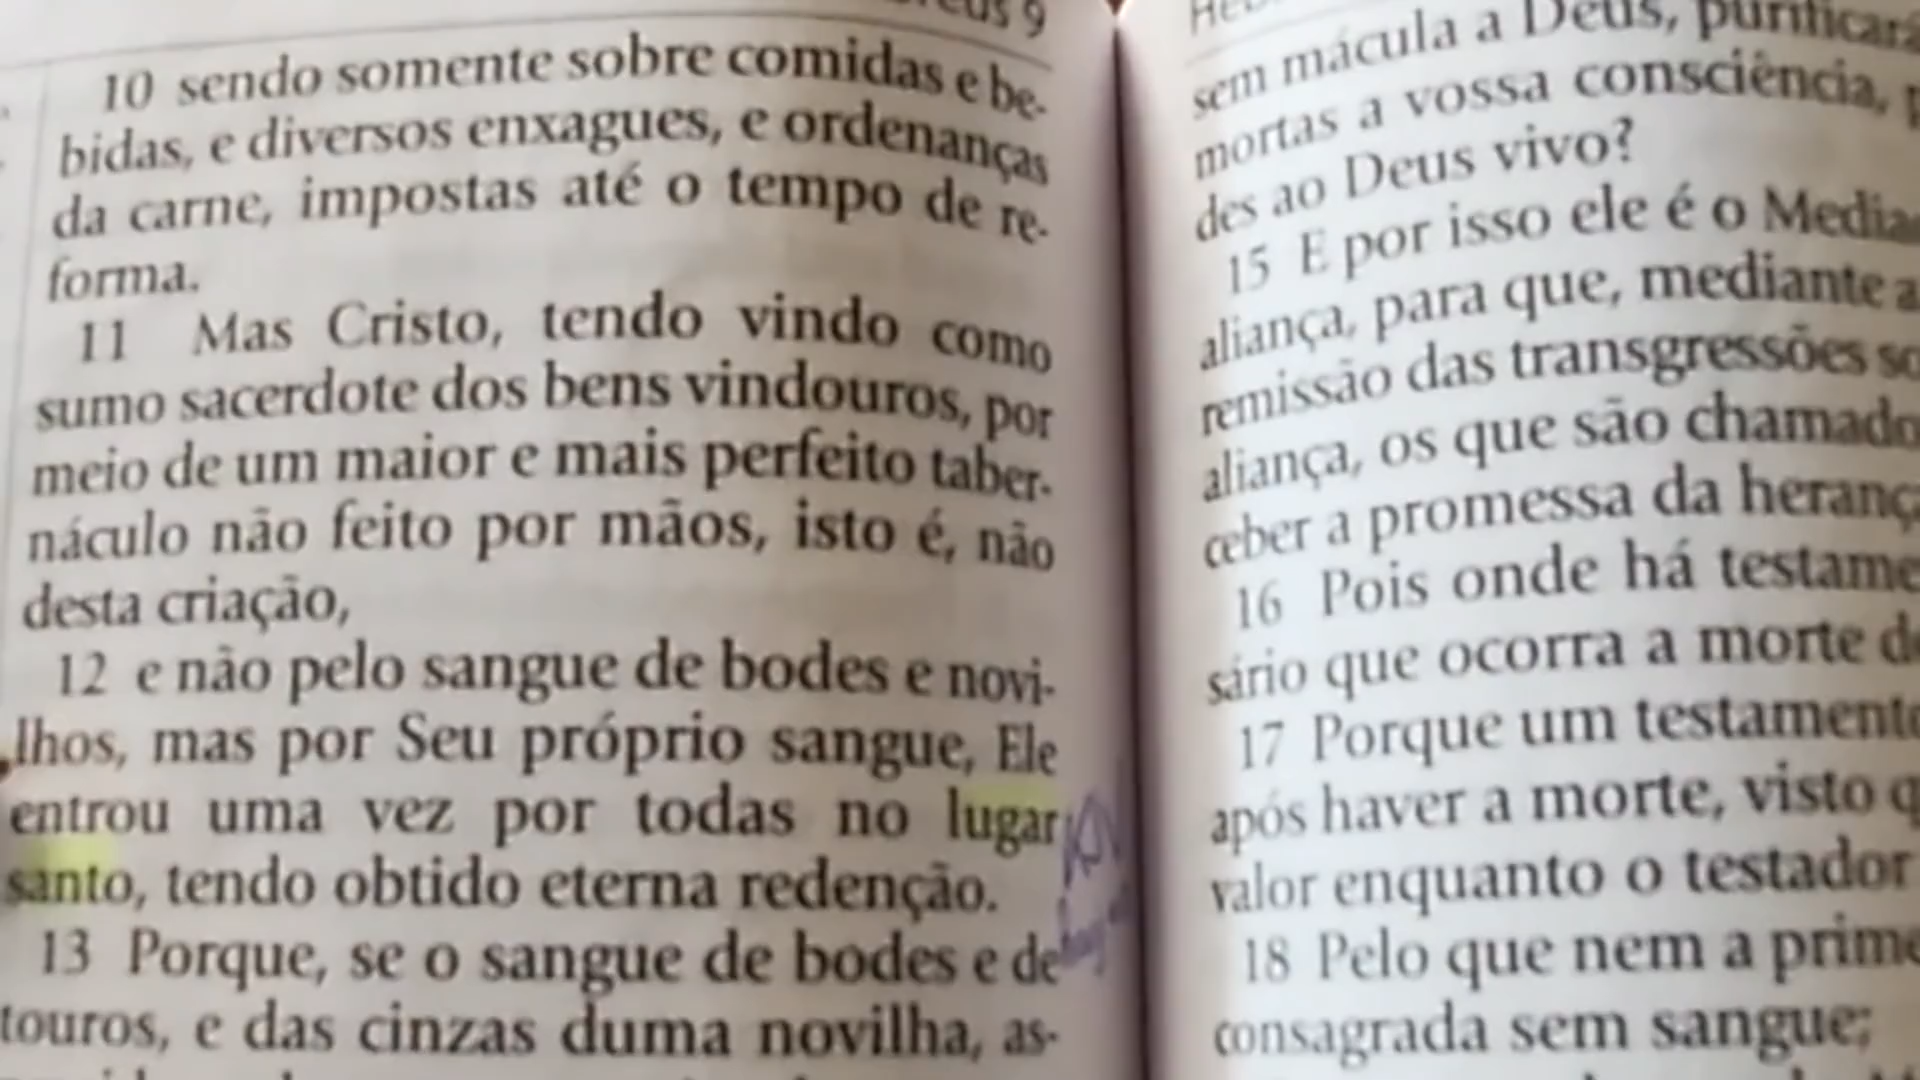 9
10 sendo somente sobre comidas e be-
bidas, e diversos enxagues, e ordenanças
da carne, impostas até o tempo de re-
forma.
11 Mas Cristo, tendo vindo como
sumo sacerdote dos bens vindouros, por
meio de um maior e mais perfeito taber-
náculo não feito por mãos, isto é, não
desta criação,
12 e não pelo sangue de bodes e novi-
lhos, mas por Seu próprio sangue, Ele
entrou uma vez por todas no lugar
santo, tendo obtido eterna redenção.
13 Porque, se o sangue de bodes e de
touros, e das cinzas duma novilha, as-
sem mácula a Deus,
mortas a vossa consciência,
des ao Deus vivo?
15 E por isso ele é o
aliança, para que, mediante a
remissão das transgressões
aliança, os que são
ceber a promessa da
16 Pois onde há
sário que ocorra a morte
17 Porque um
após haver a morte, visto
valor enquanto o testador
18 Pelo que nem a
consagrada sem sangue;